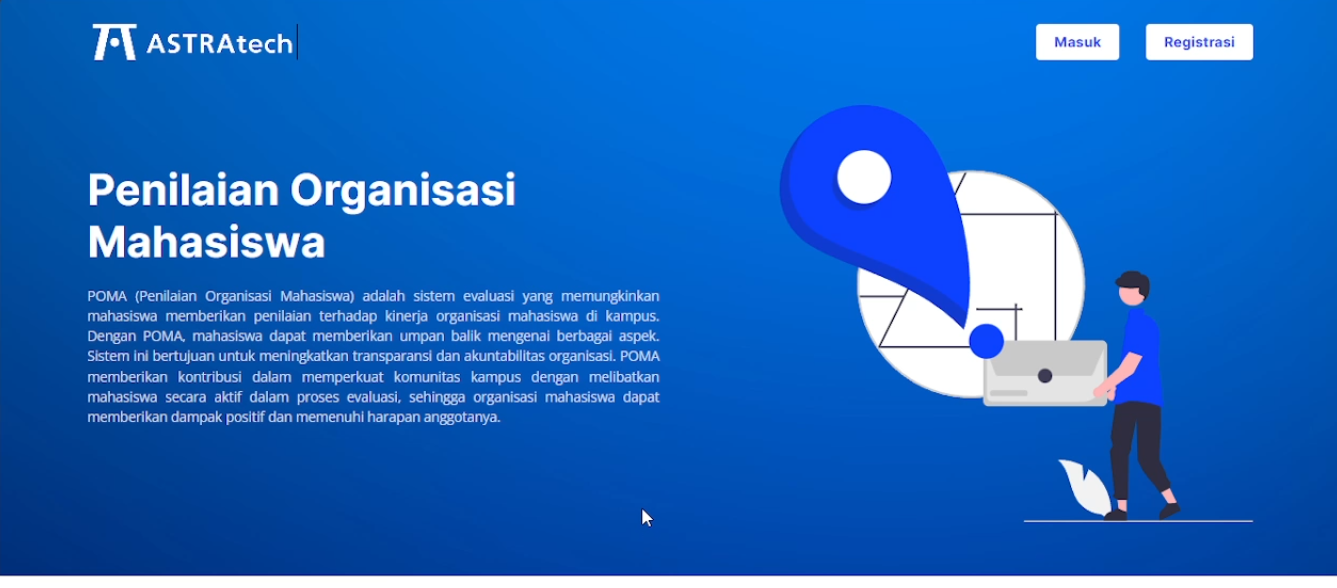 ASTRAtech
Masuk
Registrasi
Penilaian Organisasi
Mahasiswa
POMA (Penilaian Organisasi Mahasiswa) adalah sistem evaluasi yang memungkinkan
mahasiswa memberikan penilaian terhadap kinerja organisasi mahasiswa di kampus.
Dengan POMA, mahasiswa dapat memberikan umpan balik mengenai berbagai aspek.
Sistem ini bertujuan untuk meningkatkan transparansi dan akuntabilitas organisasi. POMA
memberikan kontribusi dalam memperkuat komunitas kampus dengan melibatkan
mahasiswa secara aktif dalam proses evaluasi, sehingga organisasi mahasiswa dapat
memberikan dampak positif dan memenuhi harapan anggotanya.